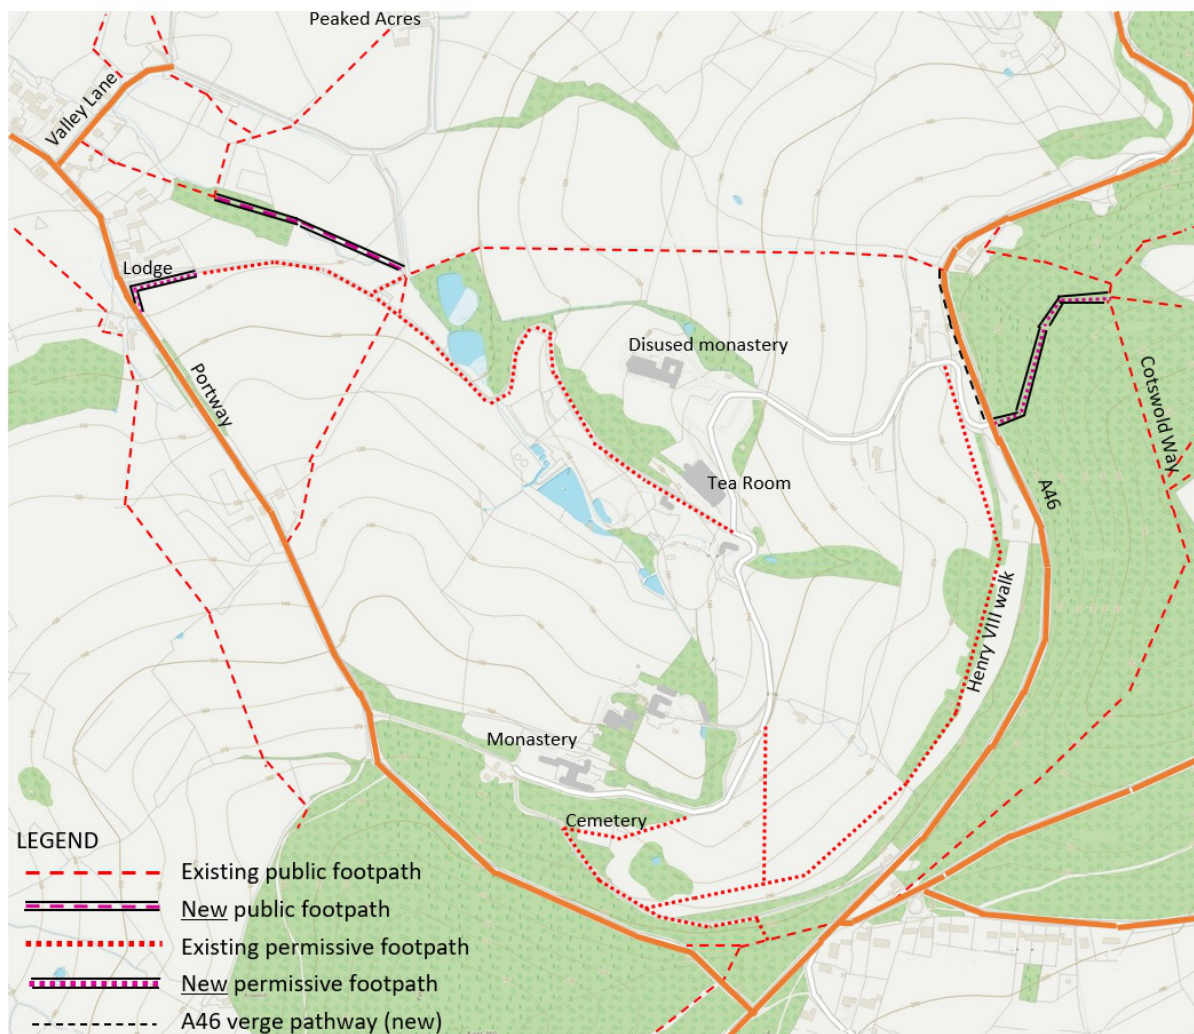 Peaked Acres
Valley Lane
Lodge
Portway
Disused monastery
Tea Room
Cotswold Way
A46
Henry VIII walk
Monastery
Cemetery
LEGEND
Existing public footpath
New public footpath
Existing permissive footpath
New permissive footpath
A46 verge pathway (new)